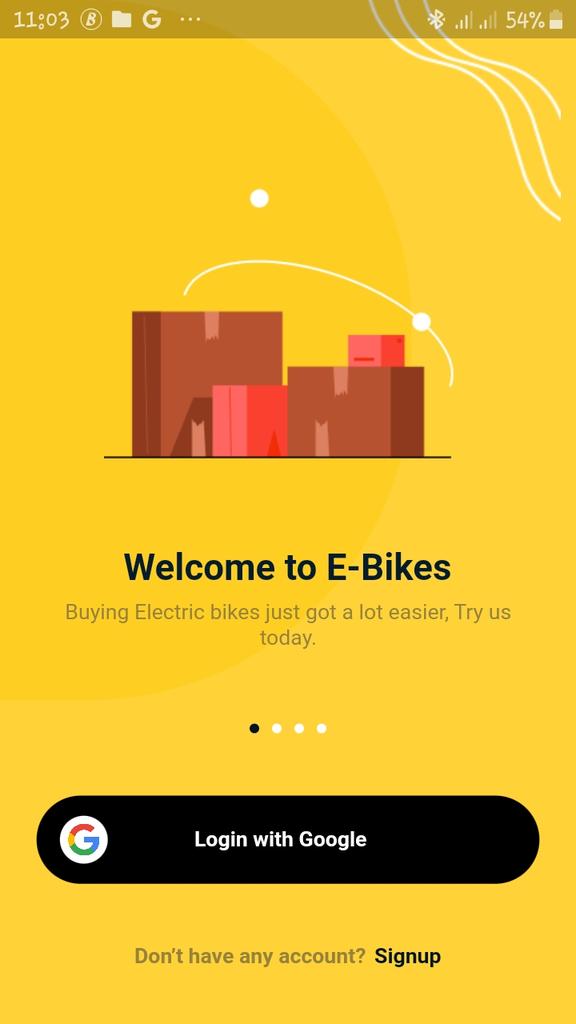 11:03 B G ... 54%
Welcome to E-Bikes
Buying Electric bikes just got a lot easier, Try us
today.
G Login with Google
Don't have any account? Signup